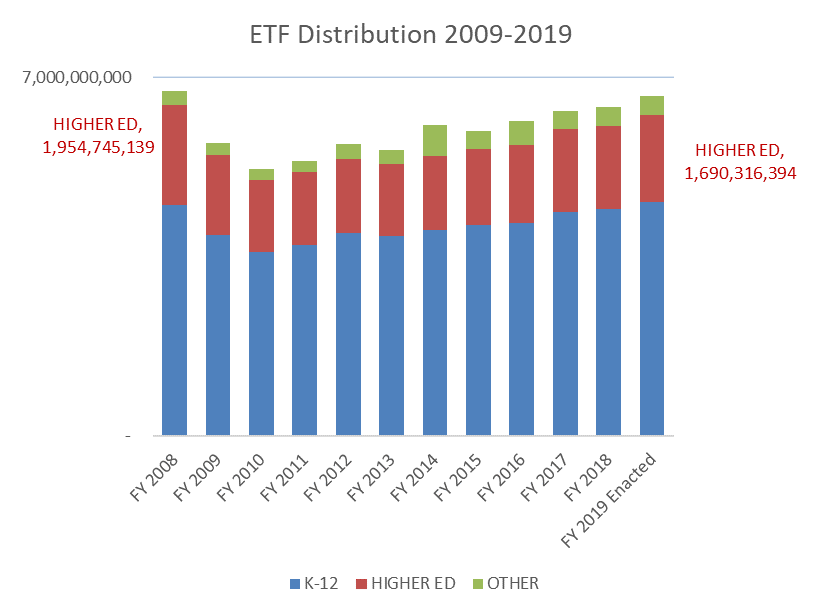 ETF Distribution 2009-2019
7,000,000,000
HIGHER ED,
1,954,745,139
HIGHER ED,
1,690,316,394
-
FY 2008
FY 2009
FY 2010
FY 2011
FY 2012
FY 2013
FY 2014
FY 2015
FY 2016
FY 2017
FY 2018
FY 2019 Enacted
K-12 HIGHER ED OTHER